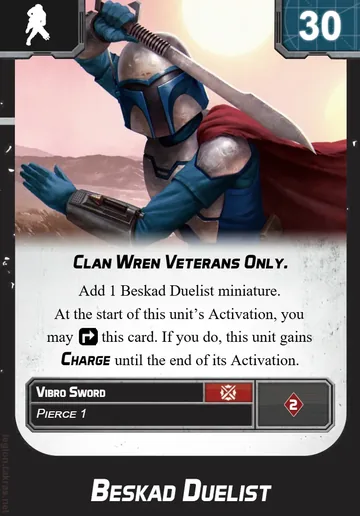 30
CLAN WREN VETERANS ONLY.
Add 1 Beskad Duelist miniature.
At the start of this unit's Activation, you
may this card. If you do, this unit gains
CHARGE until the end of its Activation.
VIBRO SWORD
PIERCE 1
2
BESKAD DUELIST